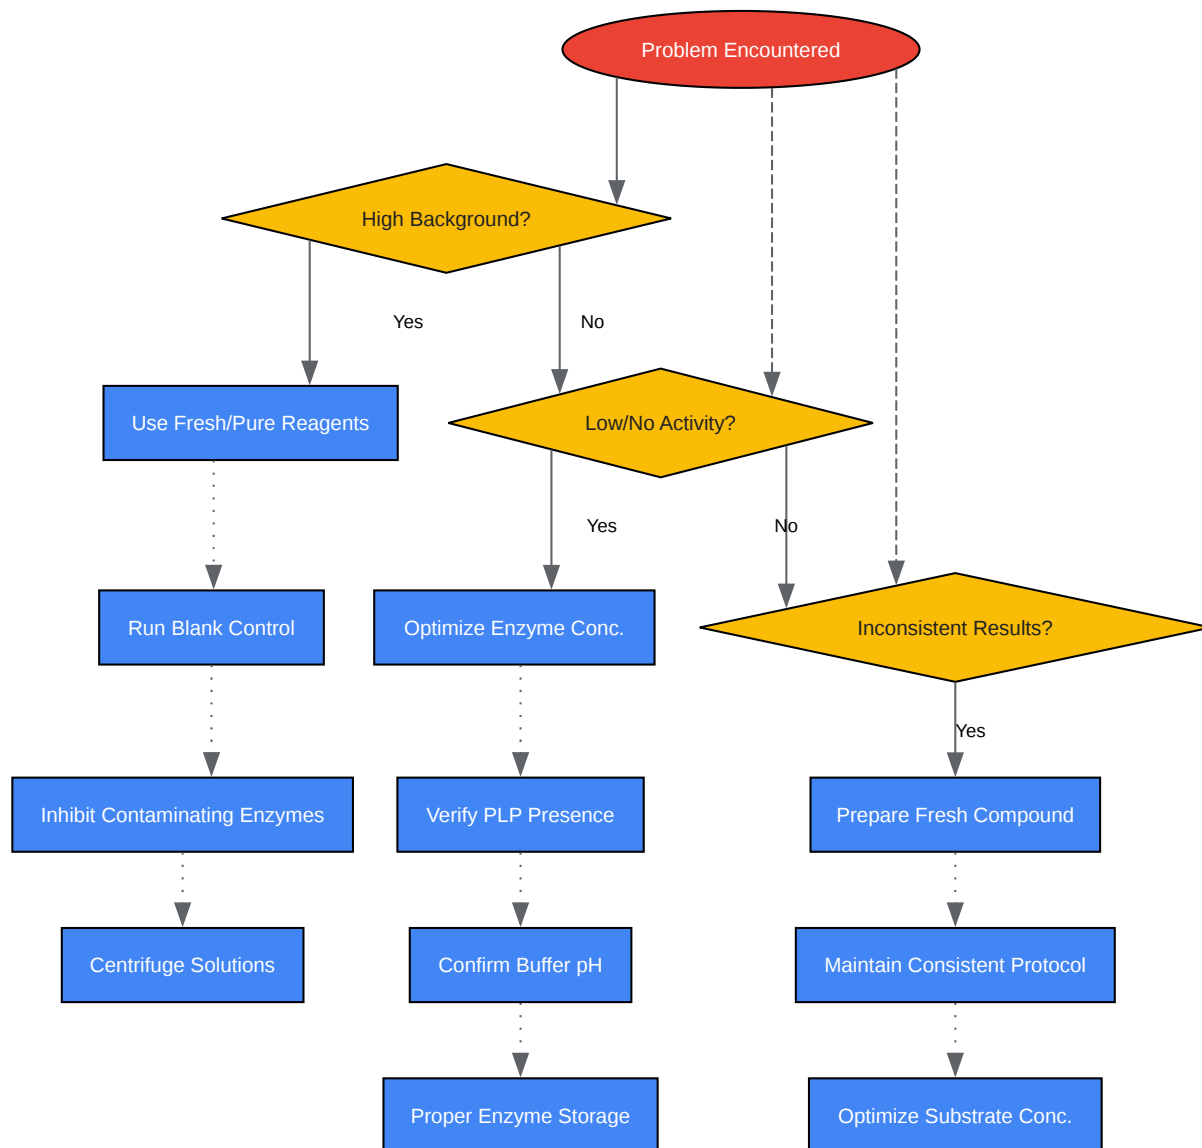 Problem Encountered
High Background?
Yes
No
Use Fresh/Pure Reagents
Low/No Activity?
Yes
No
Run Blank Control
Optimize Enzyme Conc.
Inconsistent Results?
Yes
Inhibit Contaminating Enzymes
Verify PLP Presence
Prepare Fresh Compound
Centrifuge Solutions
Confirm Buffer pH
Maintain Consistent Protocol
Proper Enzyme Storage
Optimize Substrate Conc.